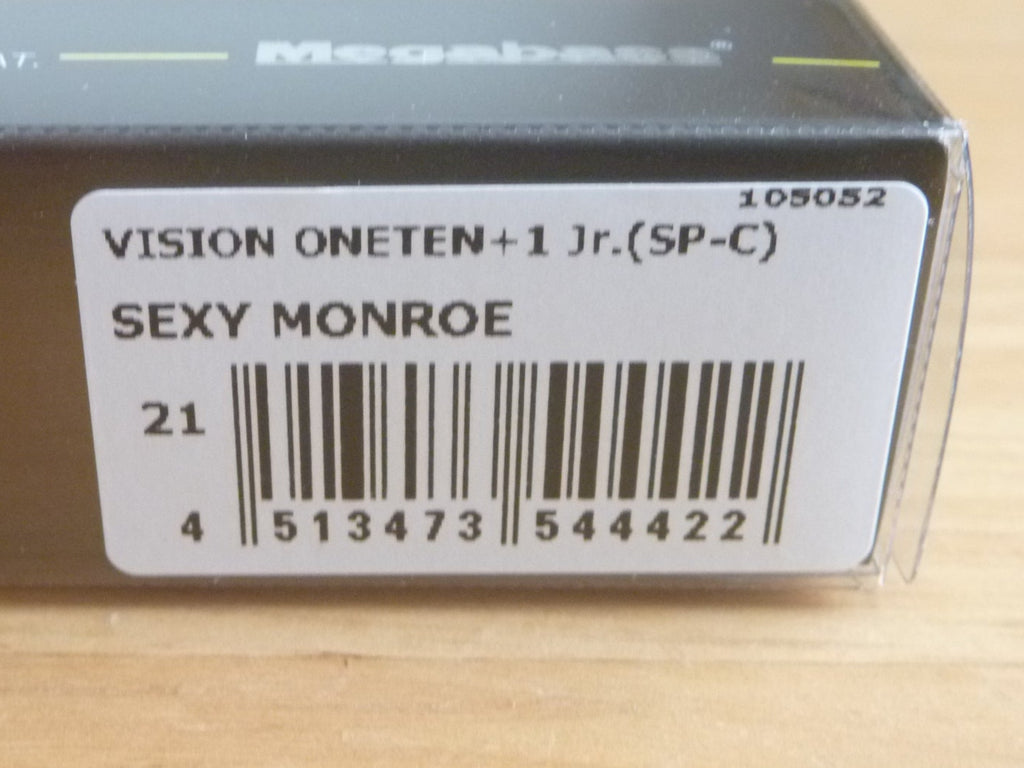 Megabass®
105052
VISION ONETEN+1 Jr.(SP-C)
SEXY MONROE
21
4 513473 544422